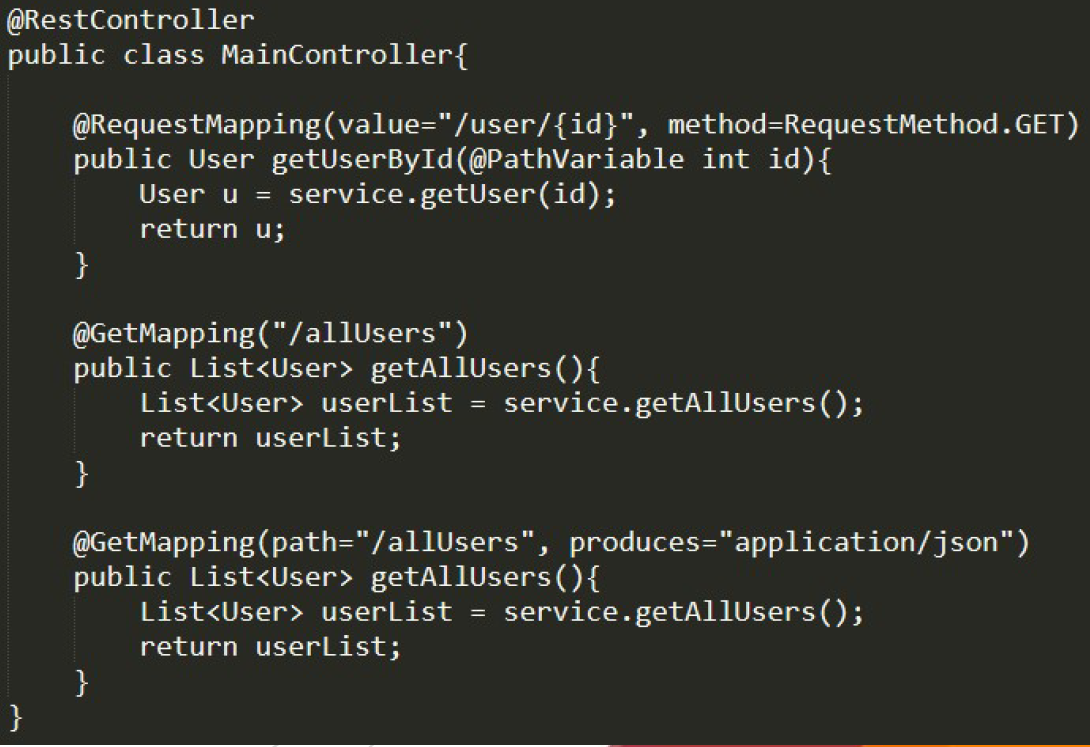 @RestController
public class MainController{
@RequestMapping(value="/user/{id}", method=RequestMethod.GET)
public User getUserById(@PathVariable int id){
User u = service.getUser(id);
return u;
}
@GetMapping("/allUsers")
public List<User> getAllUsers(){
List<User> userList = service.getAllUsers();
return userList;
}
@GetMapping(path="/allUsers", produces="application/json")
public List<User> getAllUsers(){
List<User> userList = service.getAllUsers();
return userList;
}
}